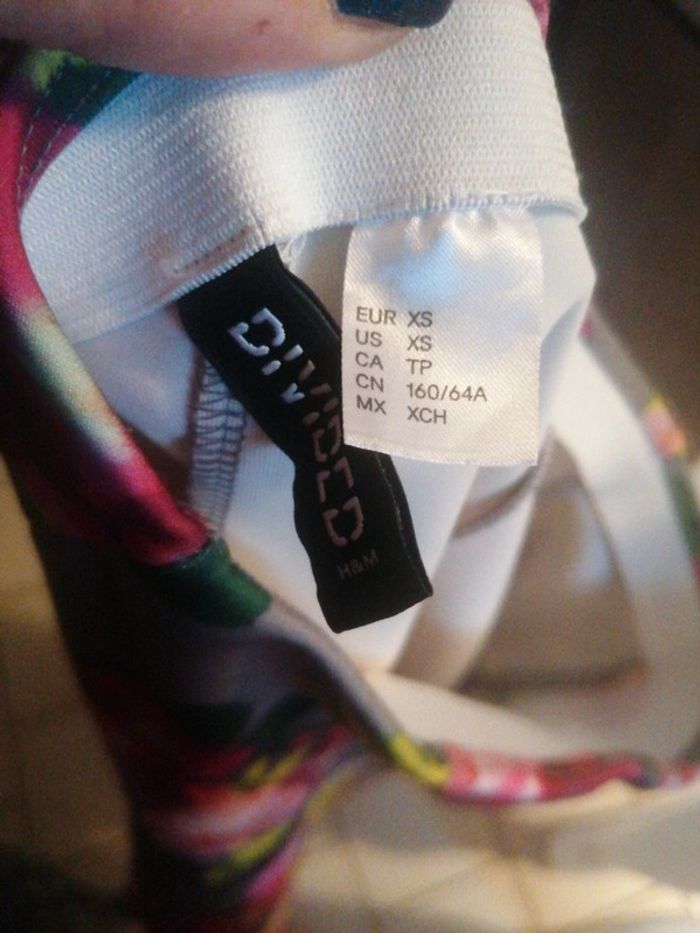 DIVIDED
H&M
EUR XS
US XS
CA TP
CN 160/64A
MX XCH